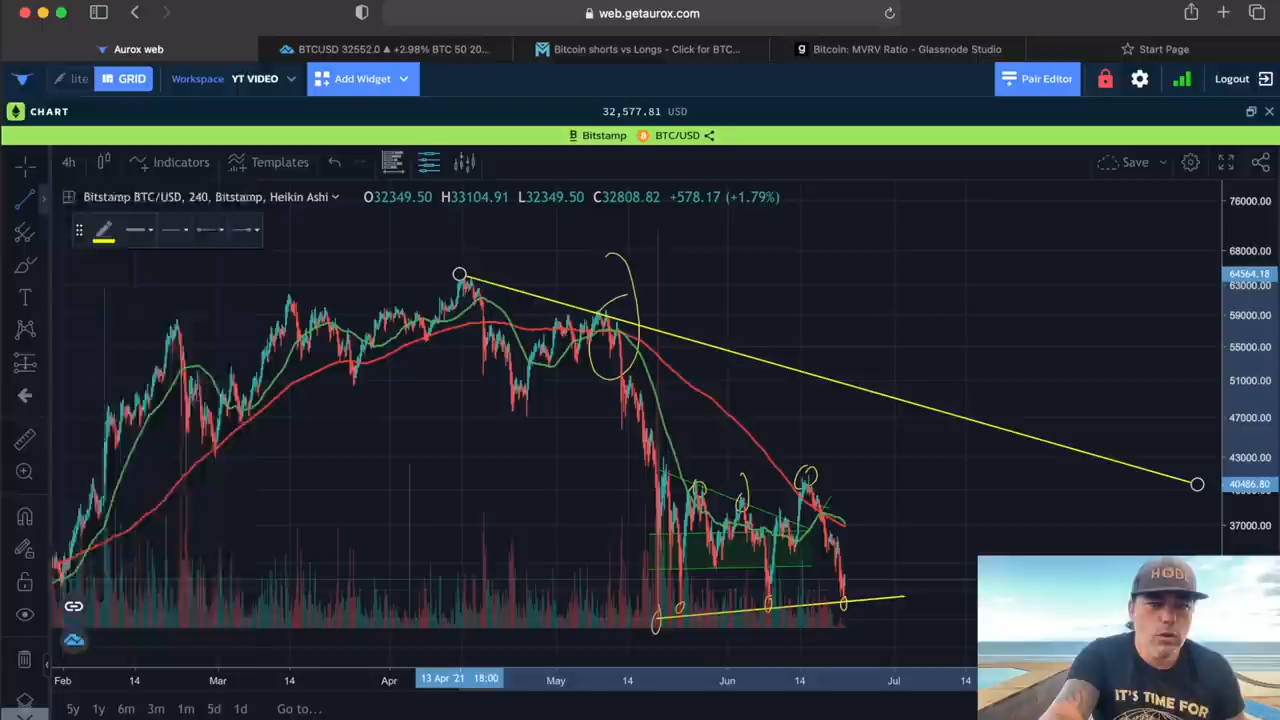 web.getaurox.com
Aurox web
BTCUSD 32552.0 ▲ +2.98% BTC 50 20...
Bitcoin shorts vs Longs - Click for BTC...
g Bitcoin: MVRV Ratio - Glassnode Studio
Start Page
lite
GRID
Workspace YT VIDEO
Add Widget
Pair Editor
Logout
CHART
32,577.81 USD
Bitstamp BTC/USD
4h
Indicators
Templates
Save
Bitstamp BTC/USD, 240, Bitstamp, Heikin Ashi
O32349.50 H33104.91 L32349.50 C32808.82 +578.17 (+1.79%)
76000.00
68000.00
64564.18
63000.00
59000.00
55000.00
51000.00
47000.00
43000.00
40486.80
37000.00
Feb 14 Mar 14 Apr 13 Apr '21 18:00 May 14 Jun 14 Jul 14
5y 1y 6m 3m 1m 5d 1d Go to...
HOD
IT'S TIME FOR